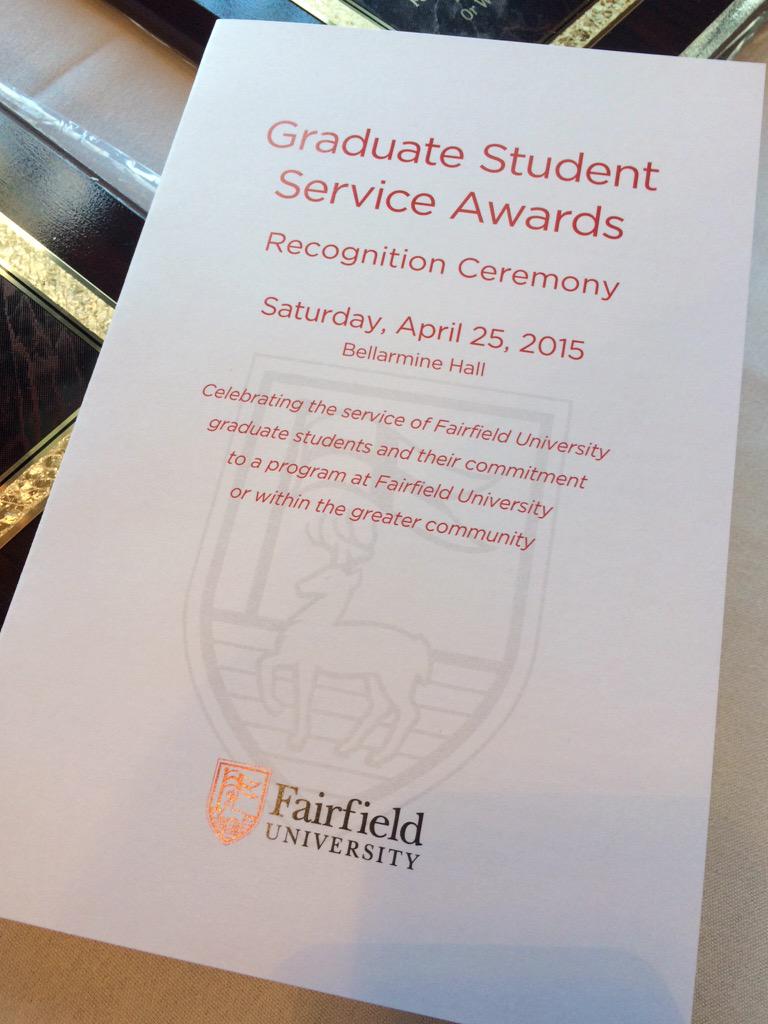 Or W
Graduate Student
Service Awards
Recognition Ceremony
Saturday, April 25, 2015
Bellarmine Hall
Celebrating the service of Fairfield University
graduate students and their commitment
to a program at Fairfield University
or within the greater community
Fairfield
UNIVERSITY